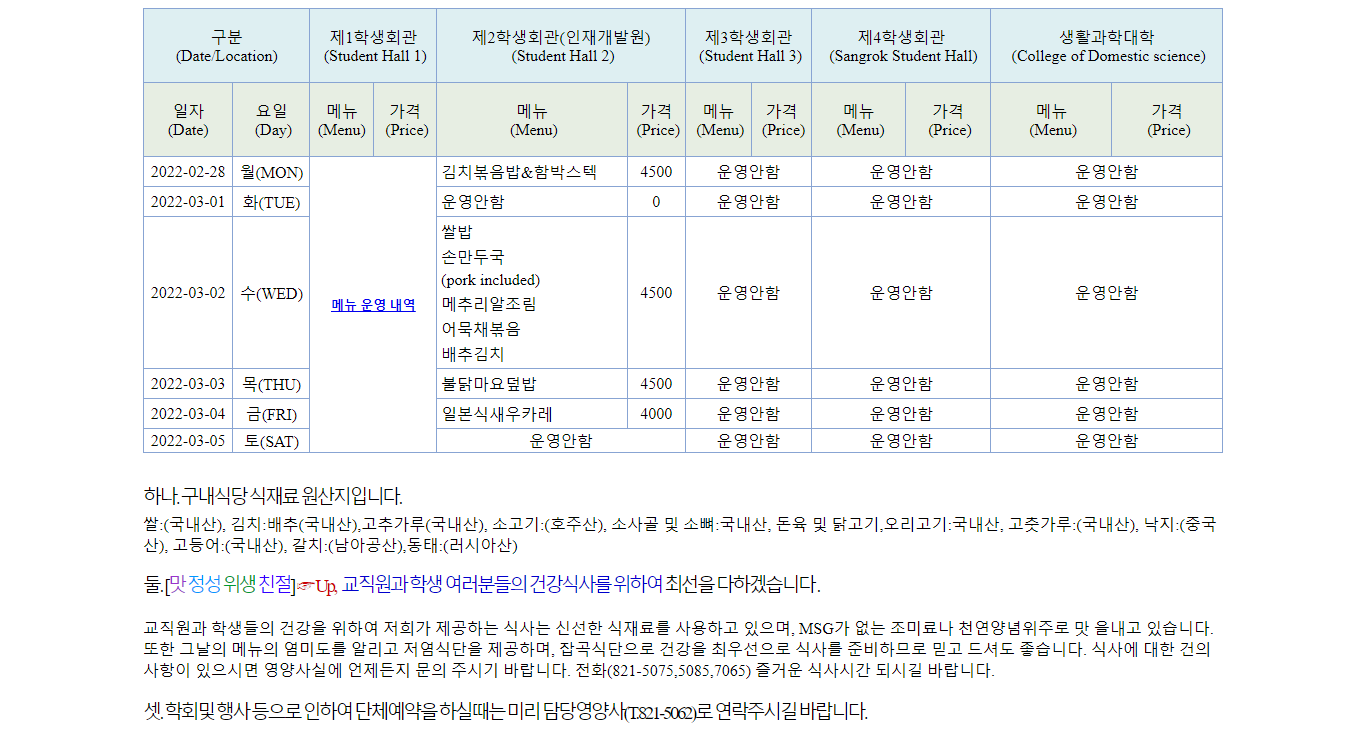 구분 제1학생회관 제2학생회관(인재개발원) 제3학생회관 제4학생회관 생활과학대학
(Date/Location) (Student Hall 1) (Student Hall 2) (Student Hall 3) (Sangrok Student Hall) (College of Domestic science)
일자 요일 메뉴 가격 메뉴 가격 메뉴 가격 메뉴 가격 메뉴 가격
(Date) (Day) (Menu) (Price) (Menu) (Price) (Menu) (Price) (Menu) (Price) (Menu) (Price)
2022-02-28 월(MON) 김치볶음밥&함박스텍 4500 운영안함 운영안함 운영안함
2022-03-01 화(TUE) 운영안함 0 운영안함 운영안함 운영안함
쌀밥
손만두국
(pork included)
2022-03-02 수(WED) 4500 운영안함 운영안함 운영안함
메뉴 운영 내역 메추리알조림
어묵채볶음
배추김치
2022-03-03 목(THU) 불닭마요덮밥 4500 운영안함 운영안함 운영안함
2022-03-04 금(FRI) 일본식새우카레 4000 운영안함 운영안함 운영안함
2022-03-05 토(SAT) 운영안함 운영안함 운영안함 운영안함
하나. 구내식당 식재료 원산지입니다.
쌀:(국내산), 김치:배추(국내산),고추가루(국내산), 소고기:(호주산), 소사골 및 소뼈:국내산, 돈육 및 닭고기,오리고기:국내산, 고춧가루:(국내산), 낙지:(중국
산), 고등어:(국내산), 갈치:(남아공산),동태:(러시아산)
둘. [맛 정성 위생 친절]☞Up, 교직원과 학생 여러분들의 건강식사를 위하여 최선을 다하겠습니다.
교직원과 학생들의 건강을 위하여 저희가 제공하는 식사는 신선한 식재료를 사용하고 있으며, MSG가 없는 조미료나 천연양념위주로 맛 을내고 있습니다.
또한 그날의 메뉴의 염미도를 알리고 저염식단을 제공하며, 잡곡식단으로 건강을 최우선으로 식사를 준비하므로 믿고 드셔도 좋습니다. 식사에 대한 건의
사항이 있으시면 영양사실에 언제든지 문의 주시기 바랍니다. 전화(821-5075,5085,7065) 즐거운 식사시간 되시길 바랍니다.
셋. 학회및 행사 등으로 인하여 단체예약을 하실때는 미리 담당영양사(T.821-5062)로 연락주시길 바랍니다.